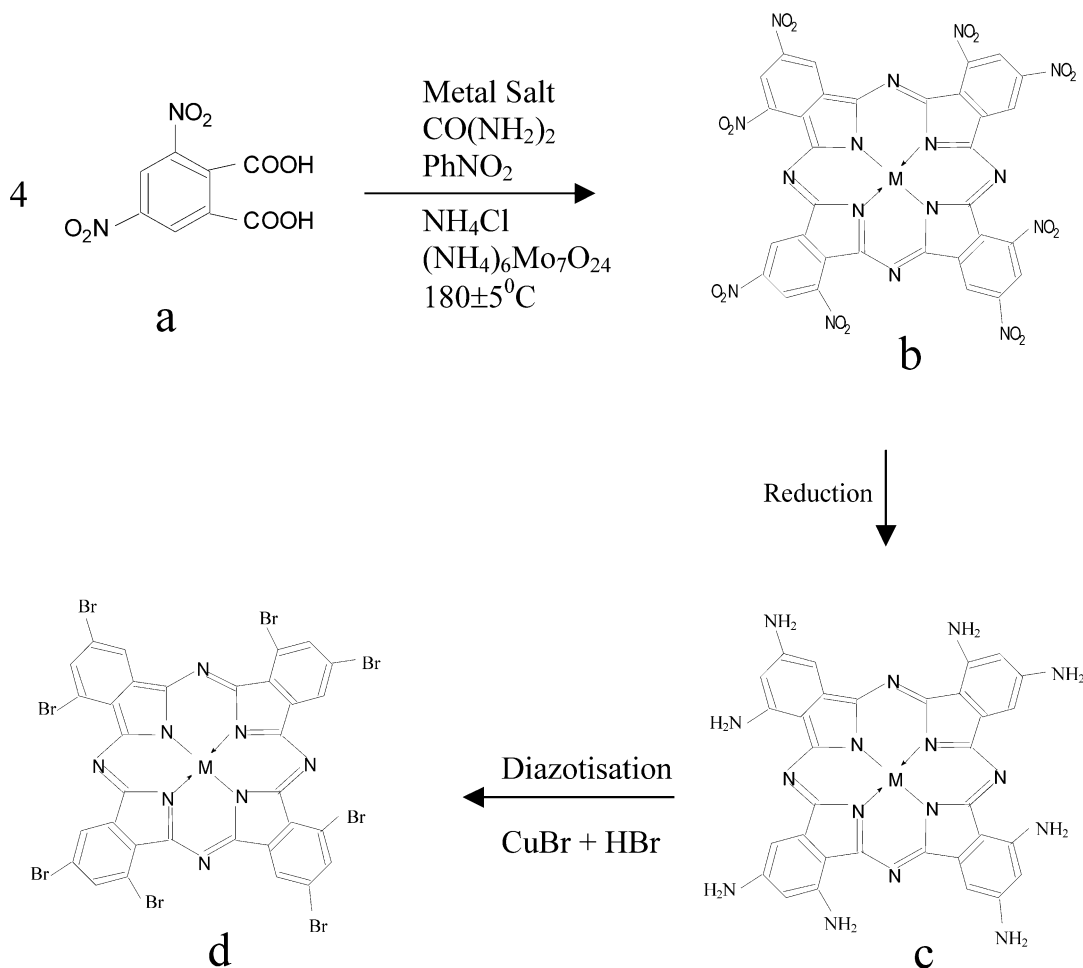 4
NO₂
COOH
COOH
O₂N
a
Metal Salt
CO(NH₂)₂
PhNO₂
NH₄Cl
(NH₄)₆Mo₇O₂₄
180±5⁰C
NO₂
NO₂
NO₂
O₂N
N
N
N
N
M
N
N
N
N
NO₂
O₂N
NO₂
NO₂
b
Reduction
NH₂
NH₂
NH₂
H₂N
N
N
N
N
M
N
N
N
N
NH₂
H₂N
NH₂
NH₂
c
Diazotisation
CuBr + HBr
Br
Br
Br
Br
N
N
N
N
M
N
N
N
N
Br
Br
Br
Br
d